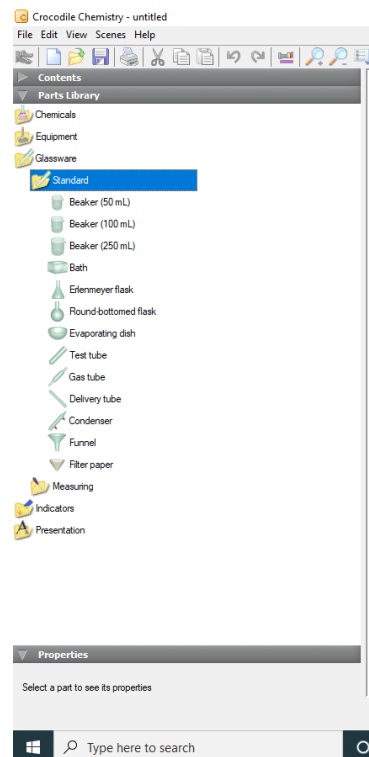 Crocodile Chemistry - untitled
File Edit View Scenes Help
Contents
Parts Library
Chemicals
Equipment
Glassware
Standard
Beaker (50 mL)
Beaker (100 mL)
Beaker (250 mL)
Bath
Erlenmeyer flask
Round-bottomed flask
Evaporating dish
Test tube
Gas tube
Delivery tube
Condenser
Funnel
Filter paper
Measuring
Indicators
Presentation
Properties
Select a part to see its properties
Type here to search